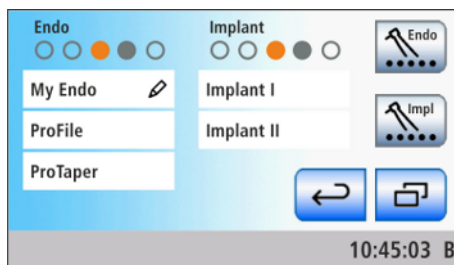 Endo
Implant
Endo
My Endo
Implant I
ProFile
Implant II
Impl
ProTaper
10:45:03 B